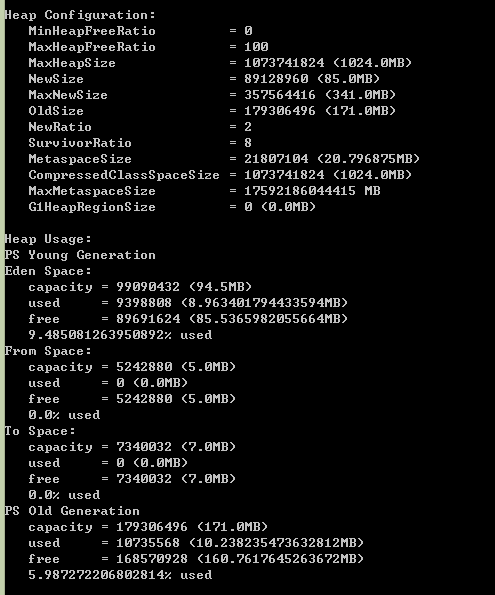 Heap Configuration:
   MinHeapFreeRatio         = 0
   MaxHeapFreeRatio         = 100
   MaxHeapSize              = 1073741824 (1024.0MB)
   NewSize                  = 89128960 (85.0MB)
   MaxNewSize               = 357564416 (341.0MB)
   OldSize                  = 179306496 (171.0MB)
   NewRatio                 = 2
   SurvivorRatio            = 8
   MetaspaceSize            = 21807104 (20.796875MB)
   CompressedClassSpaceSize = 1073741824 (1024.0MB)
   MaxMetaspaceSize         = 17592186044415 MB
   G1HeapRegionSize         = 0 (0.0MB)

Heap Usage:
PS Young Generation
Eden Space:
   capacity = 99090432 (94.5MB)
   used     = 9398808 (8.963401794433594MB)
   free     = 89691624 (85.5365982055664MB)
   9.485081263950892% used
From Space:
   capacity = 5242880 (5.0MB)
   used     = 0 (0.0MB)
   free     = 5242880 (5.0MB)
   0.0% used
To Space:
   capacity = 7340032 (7.0MB)
   used     = 0 (0.0MB)
   free     = 7340032 (7.0MB)
   0.0% used
PS Old Generation
   capacity = 179306496 (171.0MB)
   used     = 10735568 (10.238235473632812MB)
   free     = 168570928 (160.7617645263672MB)
   5.987272206802814% used